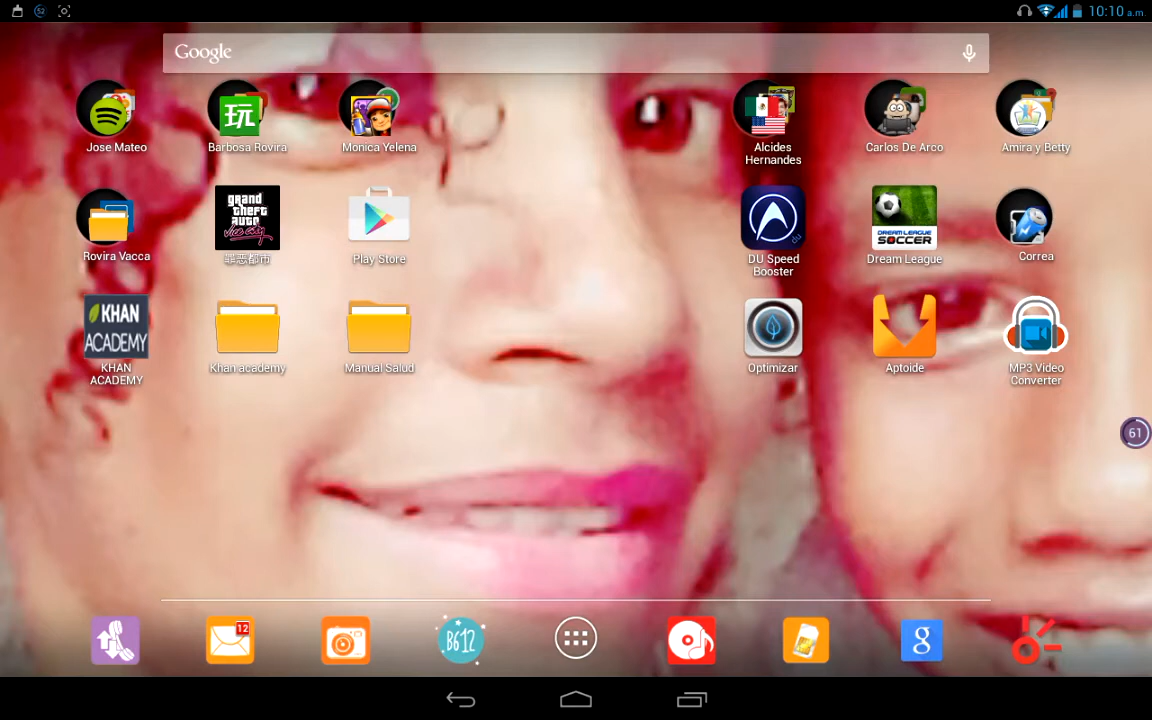 52
10:10 a.m.
Google
Jose Mateo
玩
Barbosa Rovira
Monica Yelena
Alcides
Hernandes
Carlos De Arco
Amira y Betty
Rovira Vacca
grand
theft
auto
vice city
罪恶都市
Play Store
DU
DU Speed
Booster
DREAM LEAGUE
SOCCER
Dream League
Correa
KHAN
ACADEMY
KHAN
ACADEMY
Khan academy
Manual Salud
Optimizar
Aptoide
MP3 Video
Converter
61
12
B612
g